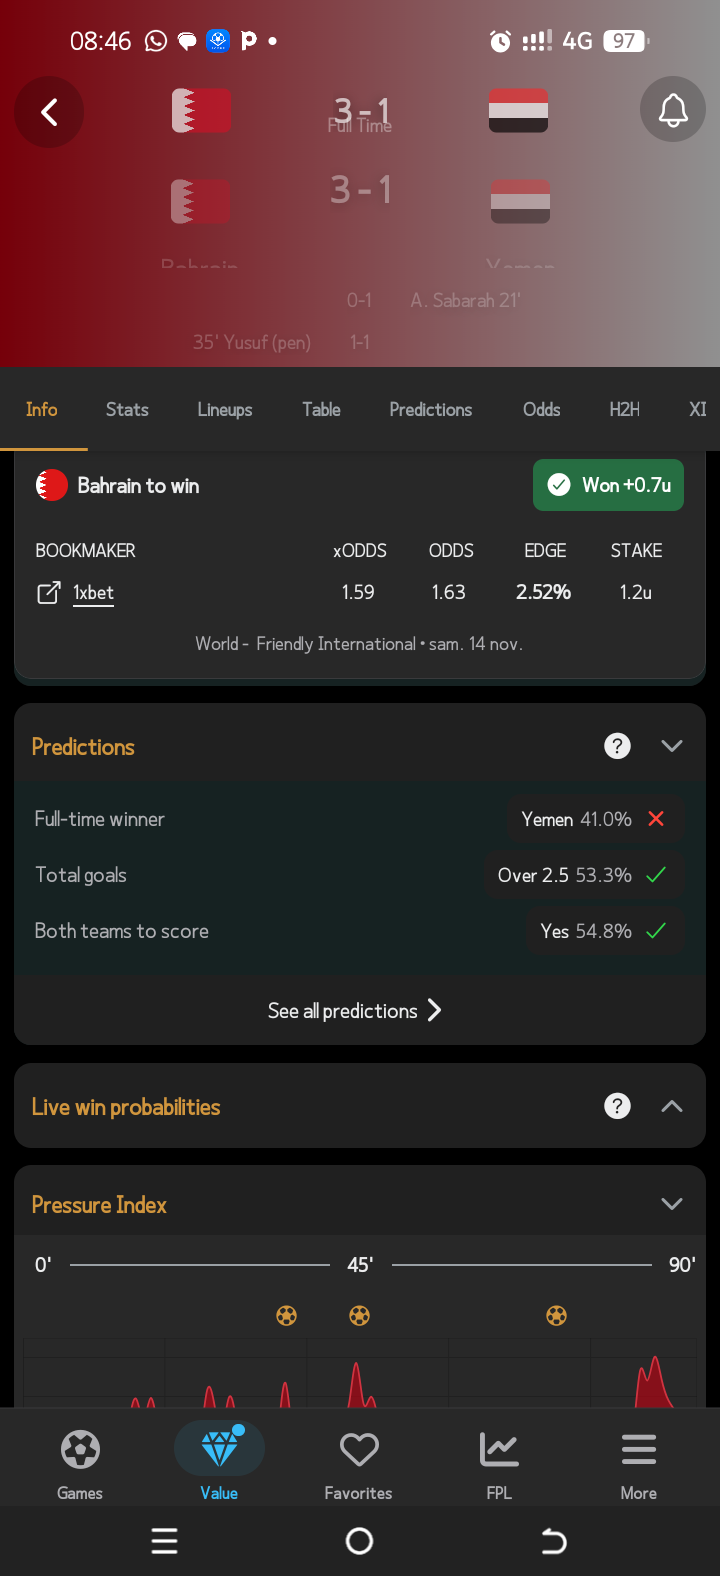 08:46 4G 97
3 - 1
Full Time
3 - 1
Bahrain Yemen
0-1 A. Sabarah 21'
35' Yusuf (pen) 1-1
Info Stats Lineups Table Predictions Odds H2H XI
Bahrain to win Won +0.7u
BOOKMAKER xODDS ODDS EDGE STAKE
1xbet 1.59 1.63 2.52% 1.2u
World - Friendly International • sam. 14 nov.
Predictions ?
Full-time winner Yemen 41.0%
Total goals Over 2.5 53.3%
Both teams to score Yes 54.8%
See all predictions
Live win probabilities ?
Pressure Index
0' 45' 90'
Games Value Favorites FPL More